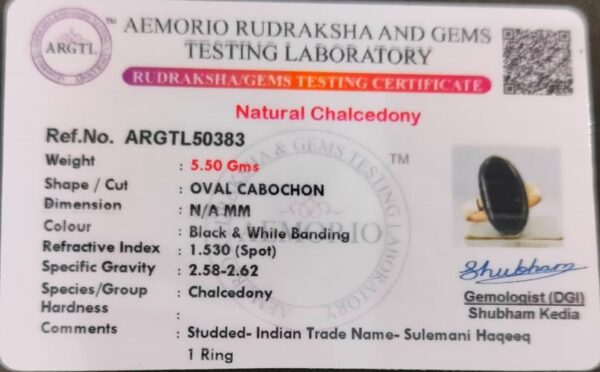 ARGTL
TM
AEMORIO RUDRAKSHA AND GEMS
TESTING LABORATORY
RUDRAKSHA/GEMS TESTING CERTIFICATE
Natural Chalcedony
Ref.No. ARGTL50383
Weight : 5.50 Gms
Shape / Cut : OVAL CABOCHON
Dimension : N/A MM
Colour : Black & White Banding
Refractive Index : 1.530 (Spot)
Specific Gravity : 2.58-2.62
Species/Group : Chalcedony
Hardness :
Comments : Studded- Indian Trade Name- Sulemani Haqeeq
1 Ring
TM
AEMORIO
Shubham
Gemologist (DGI)
Shubham Kedia